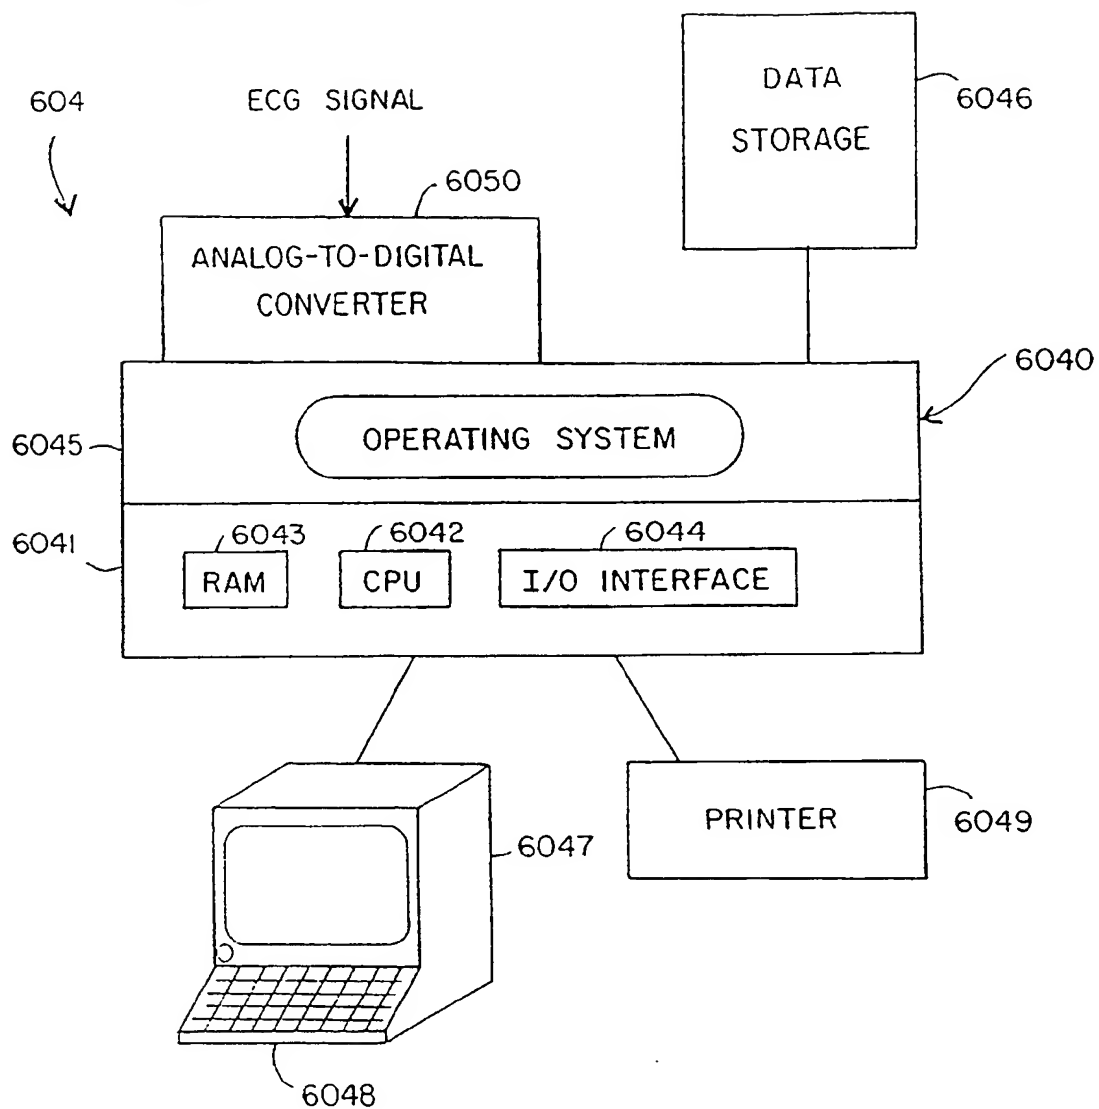 604
ECG SIGNAL
DATA
STORAGE
6046
6050
ANALOG-TO-DIGITAL
CONVERTER
6040
6045
OPERATING SYSTEM
6041
6043
6042
6044
RAM
CPU
I/O INTERFACE
6047
PRINTER
6049
6048